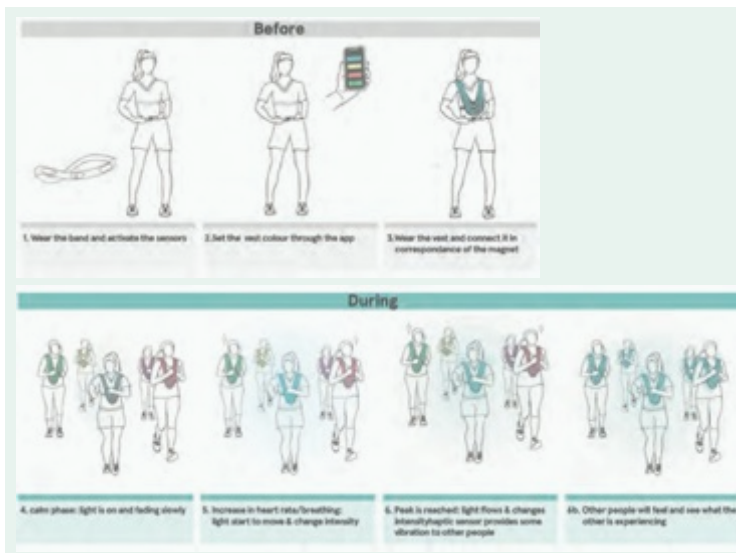 Before
1. Wear the band and activate the sensors
2.Set the vest colour through the app
3.Wear the vest and connect it in
correspondance of the magnet
During
4. calm phase: light is on and fading slowly
5. Increase in heart rate/breathing:
light start to move & change intensity
6. Peak is reached: light flows & changes
intensityhaptic sensor provides some
vibration to other people
6b. Other people will feel and see what the
other is experiencing